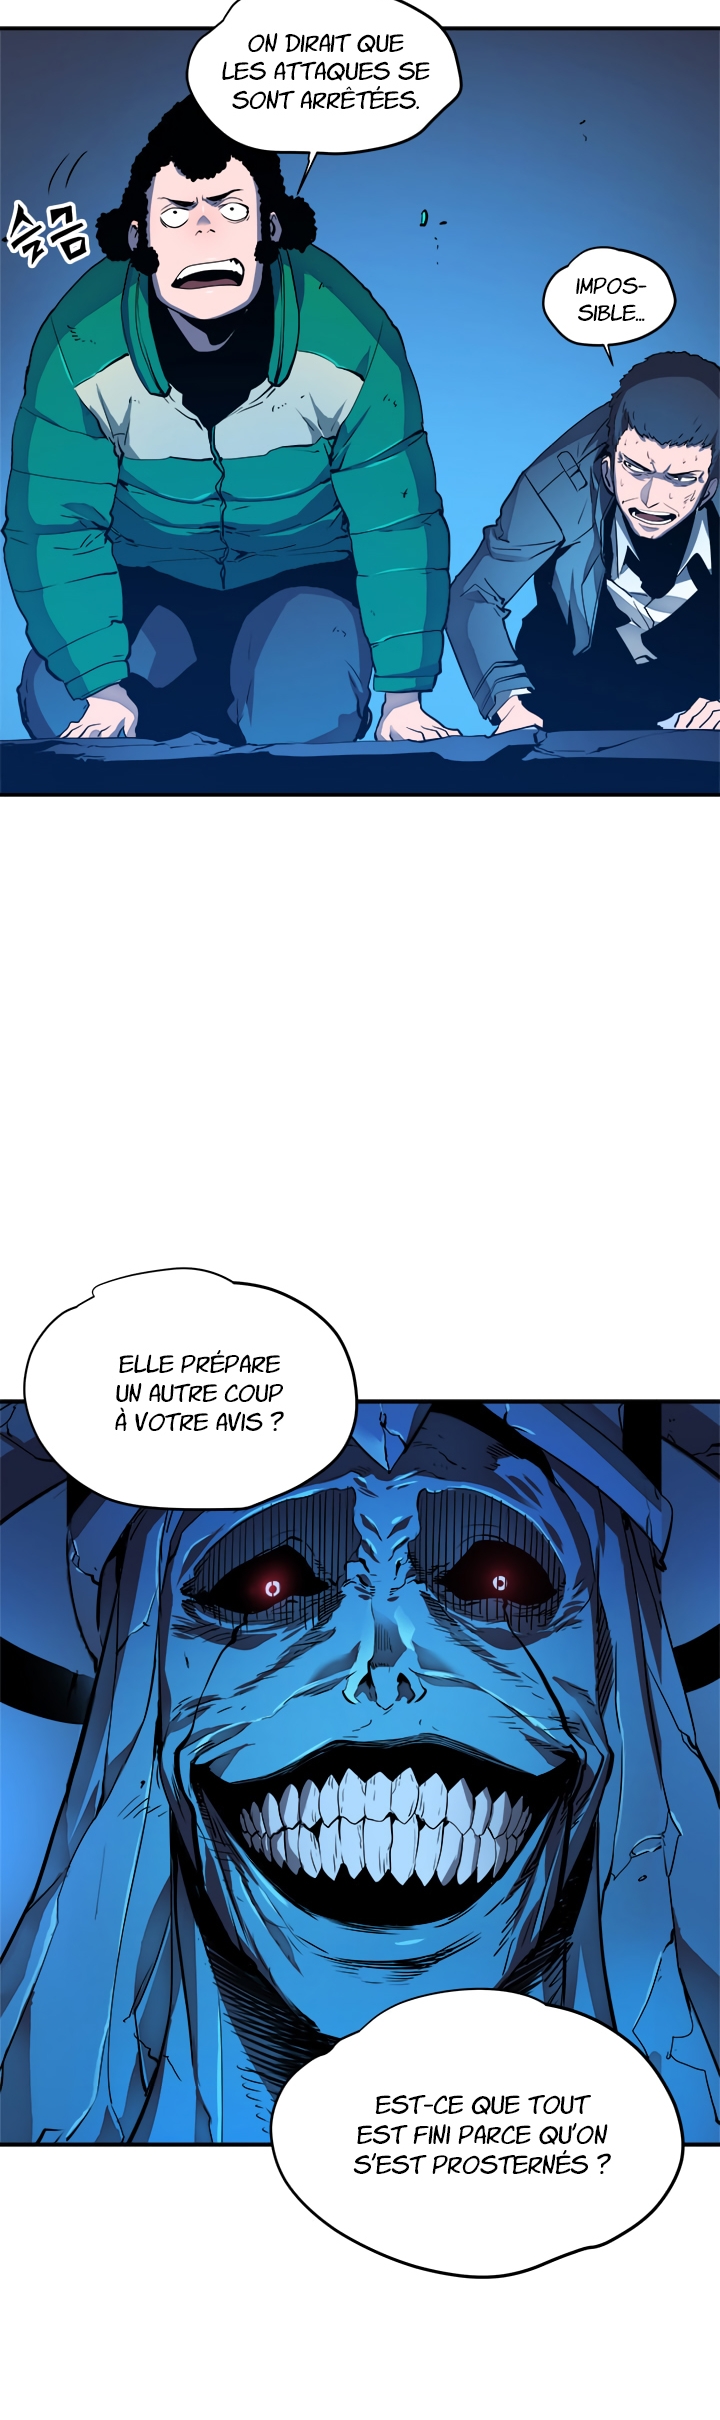 ON DIRAIT QUE
LES ATTAQUES SE
SONT ARRÊTÉES.
슬금
IMPOS-
SIBLE...
ELLE PRÉPARE
UN AUTRE COUP
À VOTRE AVIS ?
EST-CE QUE TOUT
EST FINI PARCE QU'ON
S'EST PROSTERNÉS ?